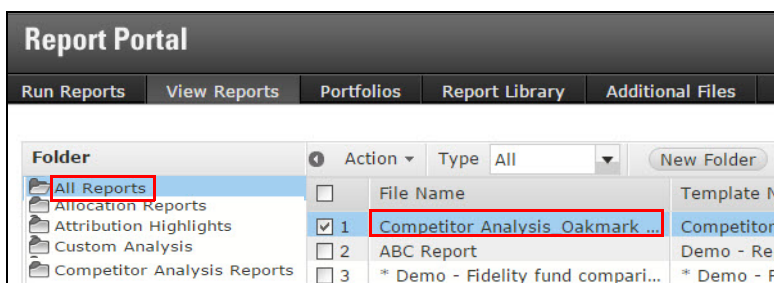 Report Portal
Run Reports View Reports Portfolios Report Library Additional Files
Folder Action Type All New Folder
All Reports File Name Template N
Allocation Reports
Attribution Highlights 1 Competitor Analysis_Oakmark ... Competitor
Custom Analysis 2 ABC Report Demo - Re
Competitor Analysis Reports 3 * Demo - Fidelity fund compari... * Demo - F